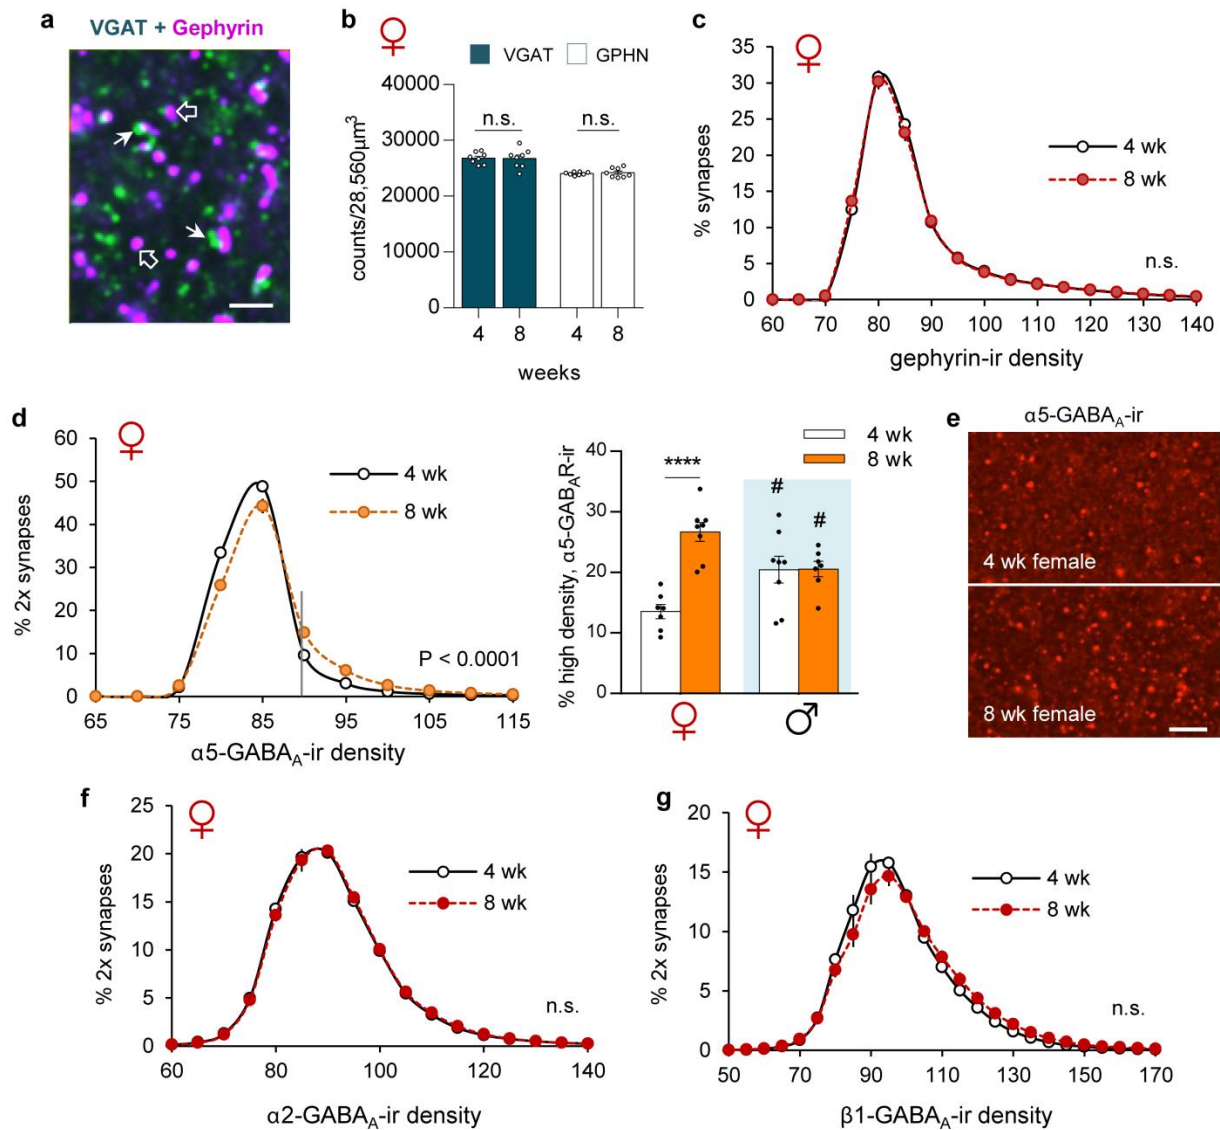 a
VGAT + Gephyrin
b
♀
VGAT
GPHN
counts/28,560µm³
40000
30000
20000
10000
0
n.s.
n.s.
4
8
4
8
weeks
c
♀
% synapses
35
30
25
20
15
10
5
0
4 wk
8 wk
n.s.
60
70
80
90
100
110
120
130
140
gephyrin-ir density
d
♀
% 2x synapses
60
50
40
30
20
10
0
4 wk
8 wk
P < 0.0001
65
75
85
95
105
115
α5-GABA_A-ir density
4 wk
8 wk
% high density, α5-GAB_AR-ir
40
30
20
10
0
****
#
#
♀
♂
e
α5-GABA_A-ir
4 wk female
8 wk female
f
♀
% 2x synapses
25
20
15
10
5
0
4 wk
8 wk
n.s.
60
80
100
120
140
α2-GABA_A-ir density
g
♀
% 2x synapses
20
15
10
5
0
4 wk
8 wk
n.s.
50
70
90
110
130
150
170
β1-GABA_A-ir density